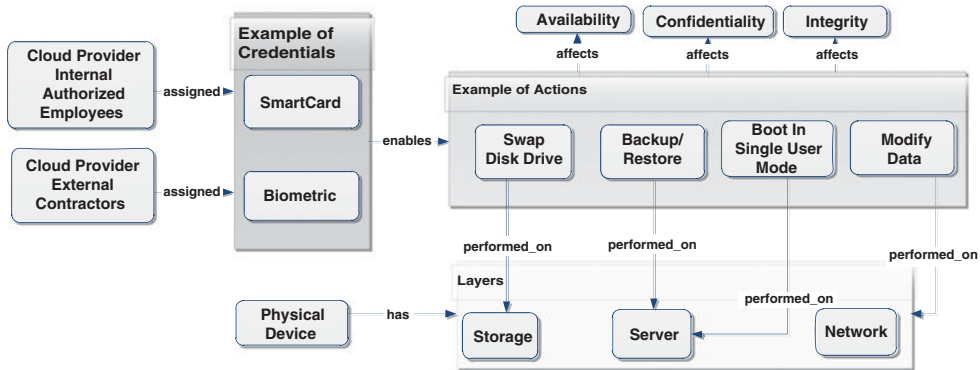 Availability
Confidentiality
Integrity
affects
affects
affects
Cloud Provider
Internal
Authorized
Employees
assigned
Cloud Provider
External
Contractors
assigned
Example of
Credentials
SmartCard
Biometric
enables
Example of Actions
Swap
Disk Drive
Backup/
Restore
Boot In
Single User
Mode
Modify
Data
performed_on
performed_on
performed_on
performed_on
Physical
Device
has
Layers
Storage
Server
Network